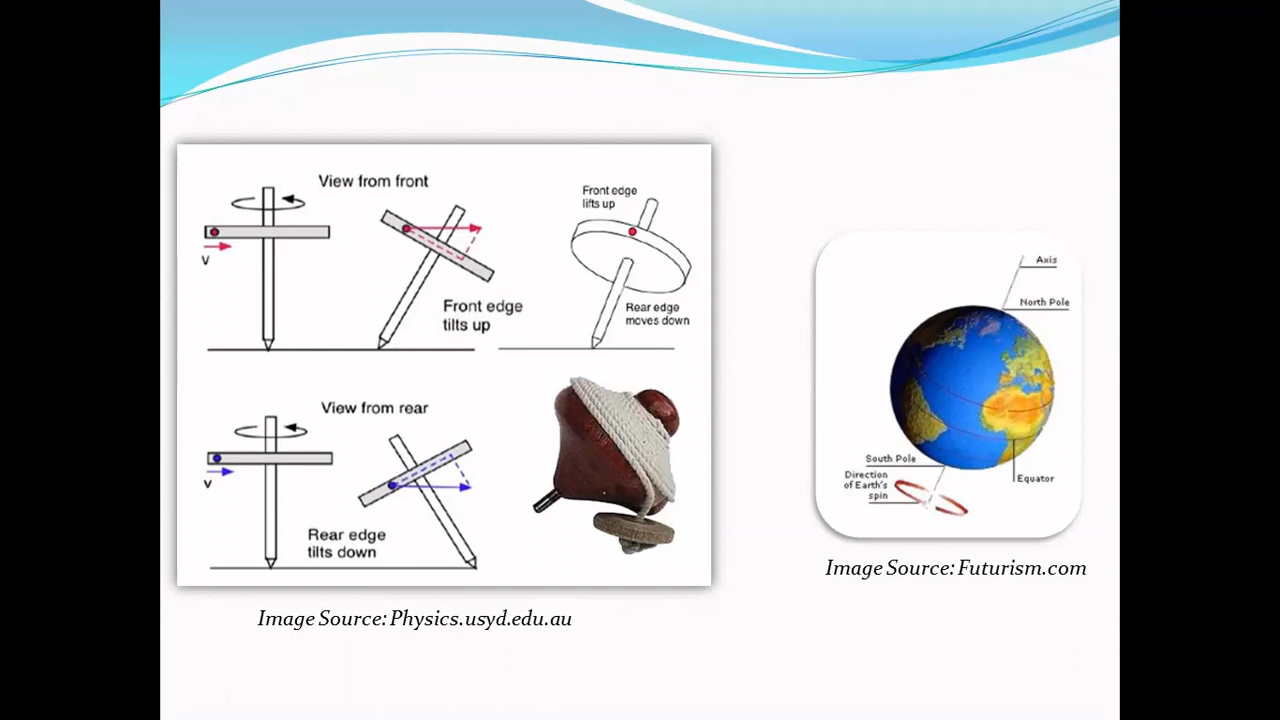 View from front
v
Front edge
tilts up
Front edge
lifts up
Rear edge
moves down
View from rear
v
Rear edge
tilts down
Image Source: Physics.usyd.edu.au
Axis
North Pole
South Pole
Direction
of Earth's
spin
Equator
Image Source: Futurism.com